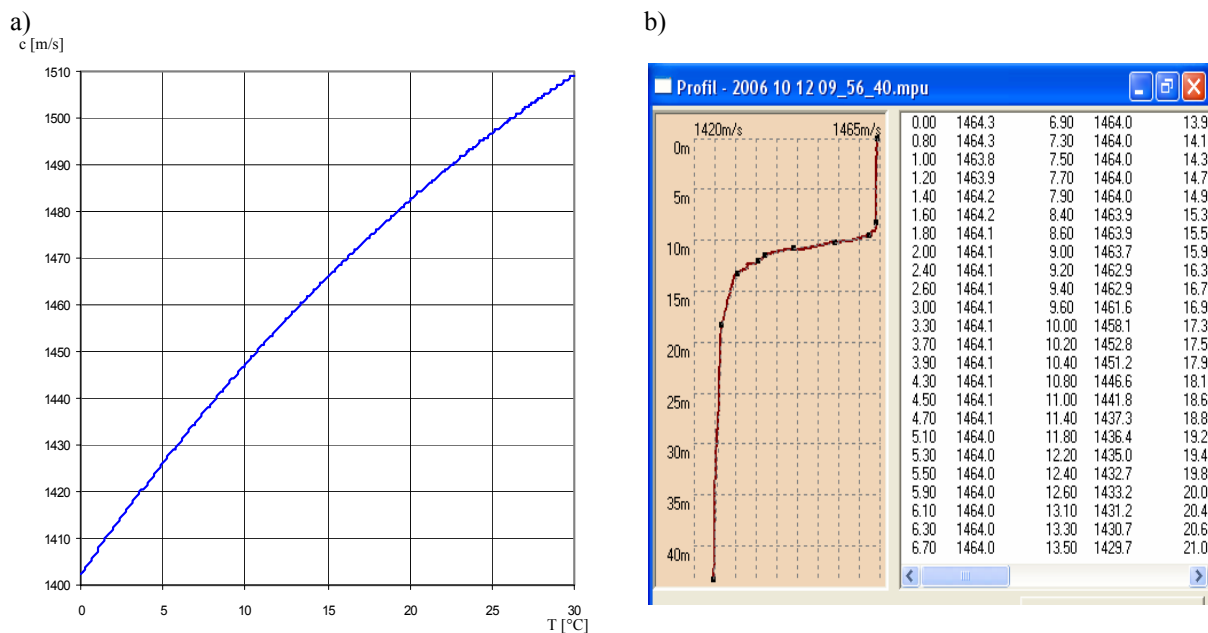 a)
c [m/s]
1510
1500
1490
1480
1470
1460
1450
1440
1430
1420
1410
1400
0 5 10 15 20 25 30
T [°C]
b)
Profil - 2006 10 12 09_56_40.mpu
1420m/s 1465m/s
0m
5m
10m
15m
20m
25m
30m
35m
40m
0.00 1464.3 6.90 1464.0 13.9
0.80 1464.3 7.30 1464.0 14.1
1.00 1463.8 7.50 1464.0 14.3
1.20 1463.9 7.70 1464.0 14.7
1.40 1464.2 7.90 1464.0 14.9
1.60 1464.2 8.40 1463.9 15.3
1.80 1464.1 8.60 1463.9 15.5
2.00 1464.1 9.00 1463.7 15.9
2.40 1464.1 9.20 1462.9 16.3
2.60 1464.1 9.40 1462.9 16.7
3.00 1464.1 9.60 1461.6 16.9
3.30 1464.1 10.00 1458.1 17.3
3.70 1464.1 10.20 1452.8 17.5
3.90 1464.1 10.40 1451.2 17.9
4.30 1464.1 10.80 1446.6 18.1
4.50 1464.1 11.00 1441.8 18.6
4.70 1464.1 11.40 1437.3 18.8
5.10 1464.0 11.80 1436.4 19.2
5.30 1464.0 12.20 1435.0 19.4
5.50 1464.0 12.40 1432.7 19.8
5.90 1464.0 12.60 1433.2 20.0
6.10 1464.0 13.10 1431.2 20.4
6.30 1464.0 13.30 1430.7 20.6
6.70 1464.0 13.50 1429.7 21.0